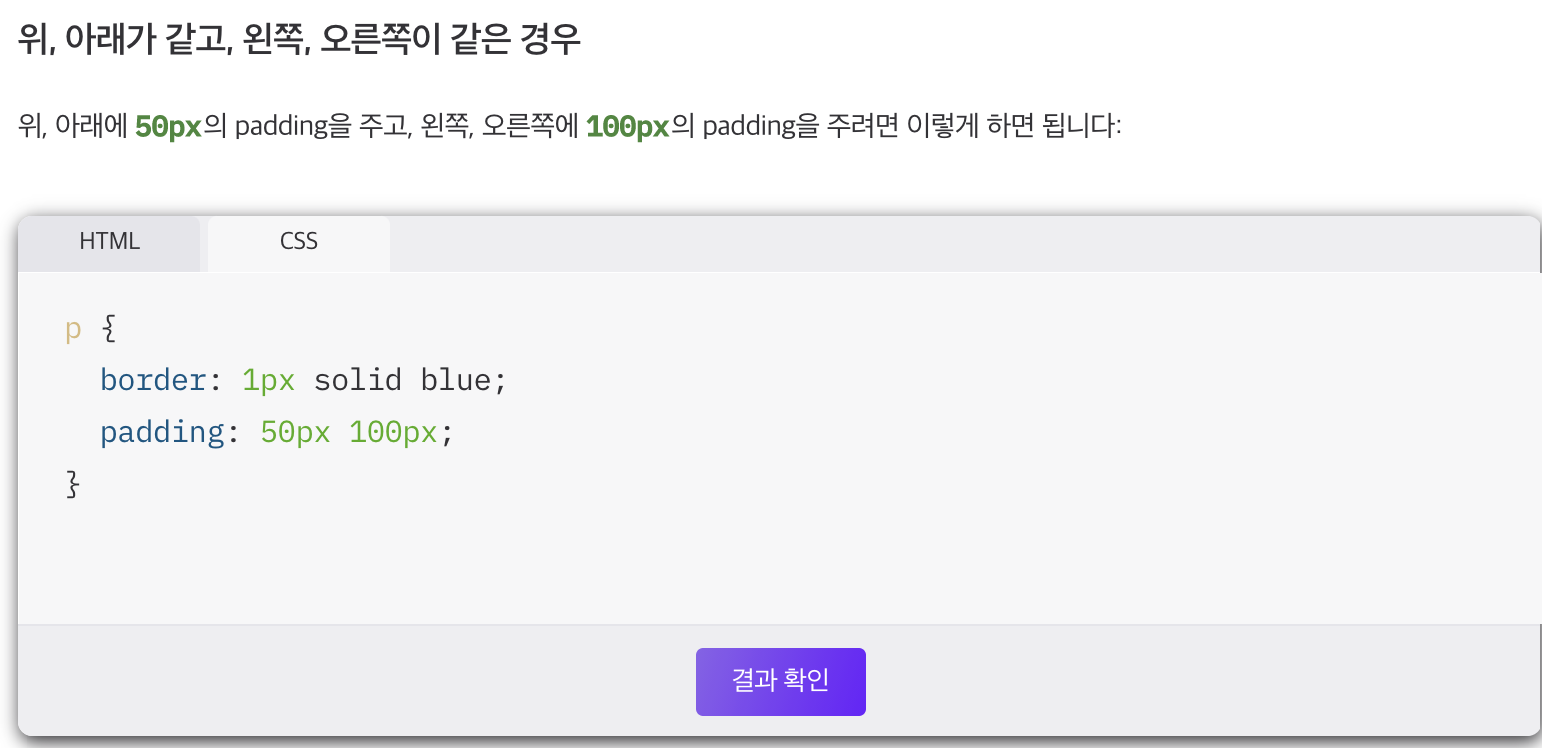 위, 아래가 같고, 왼쪽, 오른쪽이 같은 경우
위, 아래에 50px의 padding을 주고, 왼쪽, 오른쪽에 100px의 padding을 주려면 이렇게 하면 됩니다:
HTML CSS
p {
  border: 1px solid blue;
  padding: 50px 100px;
}
결과 확인